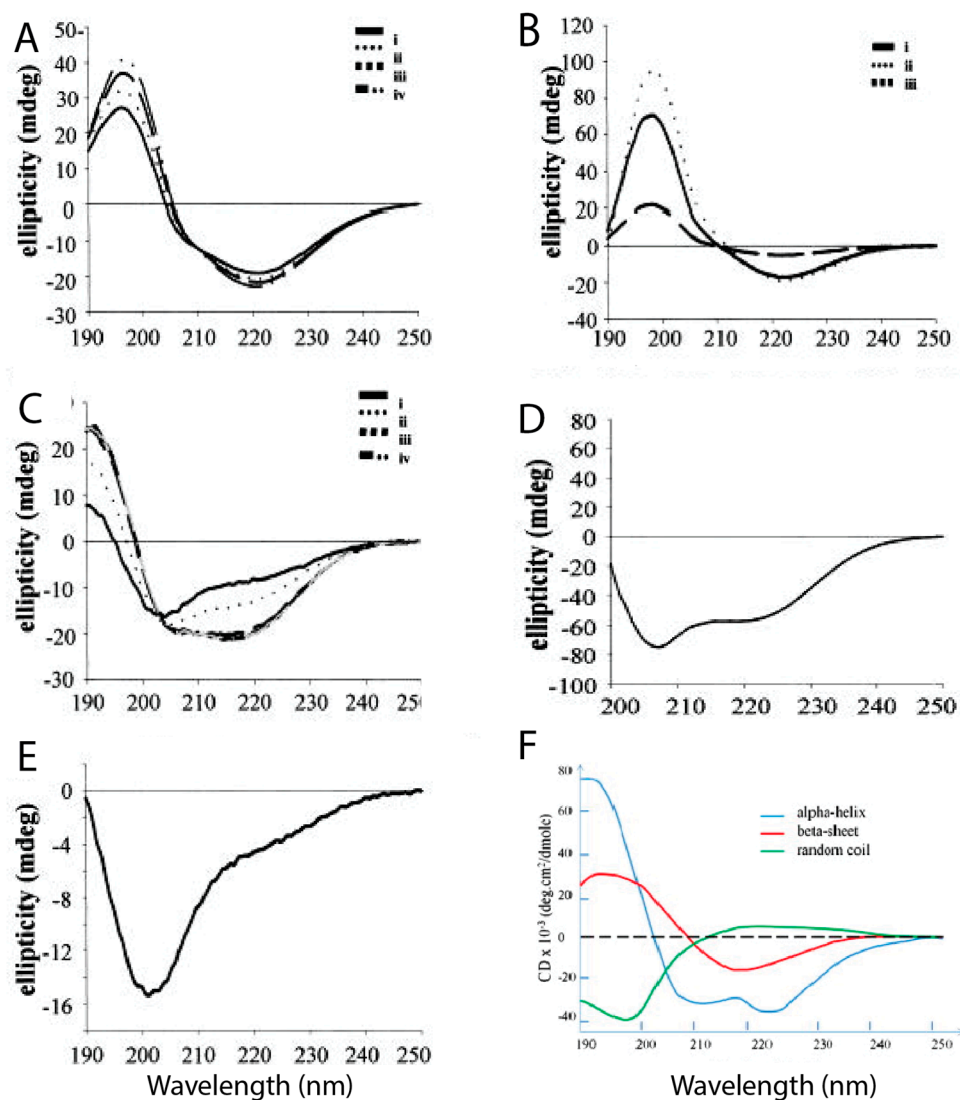 A
ellipticity (mdeg)
50-
40
30
20
10
0
-10
-20
-30
190 200 210 220 230 240 250
i
ii
iii
iv
B
ellipticity (mdeg)
120
100
80
60
40
20
0
-20
-40
190 200 210 220 230 240 250
i
ii
iii
C
ellipticity (mdeg)
20
10
0
-10
-20
-30
190 200 210 220 230 240 250
i
ii
iii
iv
D
ellipticity (mdeg)
80
60
40
20
0
-20
-40
-60
-80
-100
200 210 220 230 240 250
E
ellipticity (mdeg)
0
-4
-8
-12
-16
190 200 210 220 230 240 250
Wavelength (nm)
F
CD x 10⁻³ (deg.cm²/dmole)
80
60
40
20
0
-20
-40
190 200 210 220 230 240 250
alpha-helix
beta-sheet
random coil
Wavelength (nm)